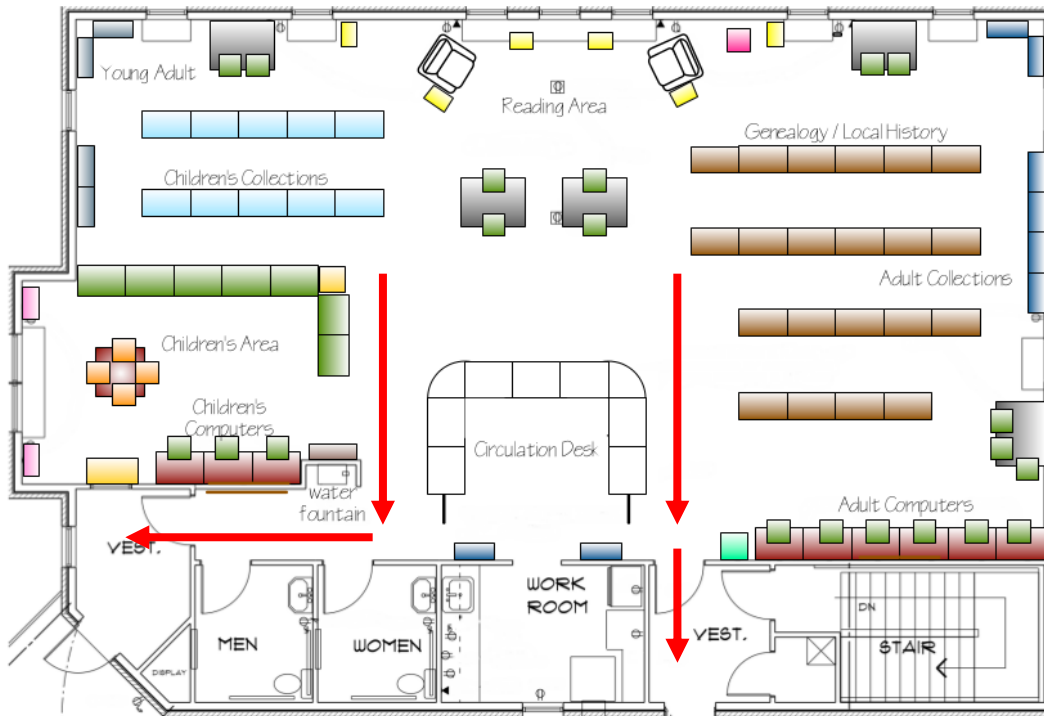 Young Adult
Reading Area
Genealogy / Local History
Children's Collections
Adult Collections
Children's Area
Children's
Computers
Circulation Desk
water
fountain
Adult Computers
VEST.
WORK
ROOM
DN
MEN
WOMEN
VEST.
STAIR
DISPLAY